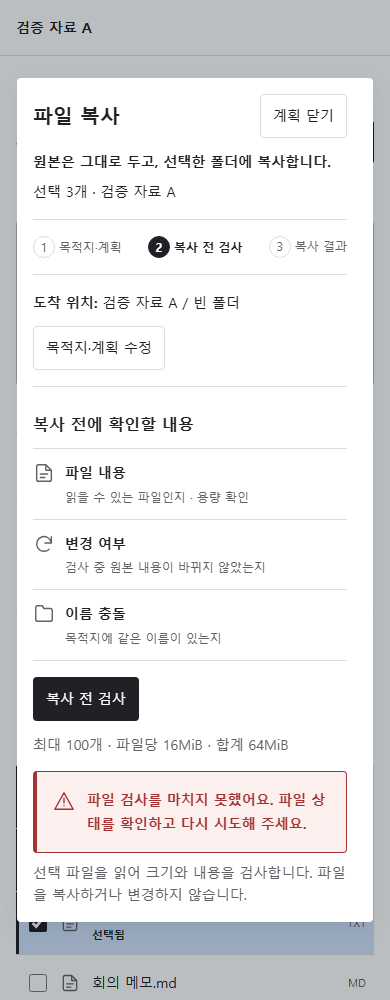 검증 자료 A
파일 복사
계획 닫기
원본은 그대로 두고, 선택한 폴더에 복사합니다.
선택 3개 · 검증 자료 A
1 목적지·계획
2 복사 전 검사
3 복사 결과
도착 위치: 검증 자료 A / 빈 폴더
목적지·계획 수정
복사 전에 확인할 내용
파일 내용
읽을 수 있는 파일인지 · 용량 확인
변경 여부
검사 중 원본 내용이 바뀌지 않았는지
이름 충돌
목적지에 같은 이름이 있는지
복사 전 검사
최대 100개 · 파일당 16MiB · 합계 64MiB
파일 검사를 마치지 못했어요. 파일 상
태를 확인하고 다시 시도해 주세요.
선택 파일을 읽어 크기와 내용을 검사합니다. 파일
을 복사하거나 변경하지 않습니다.
TXT
선택됨
회의 메모.md
MD